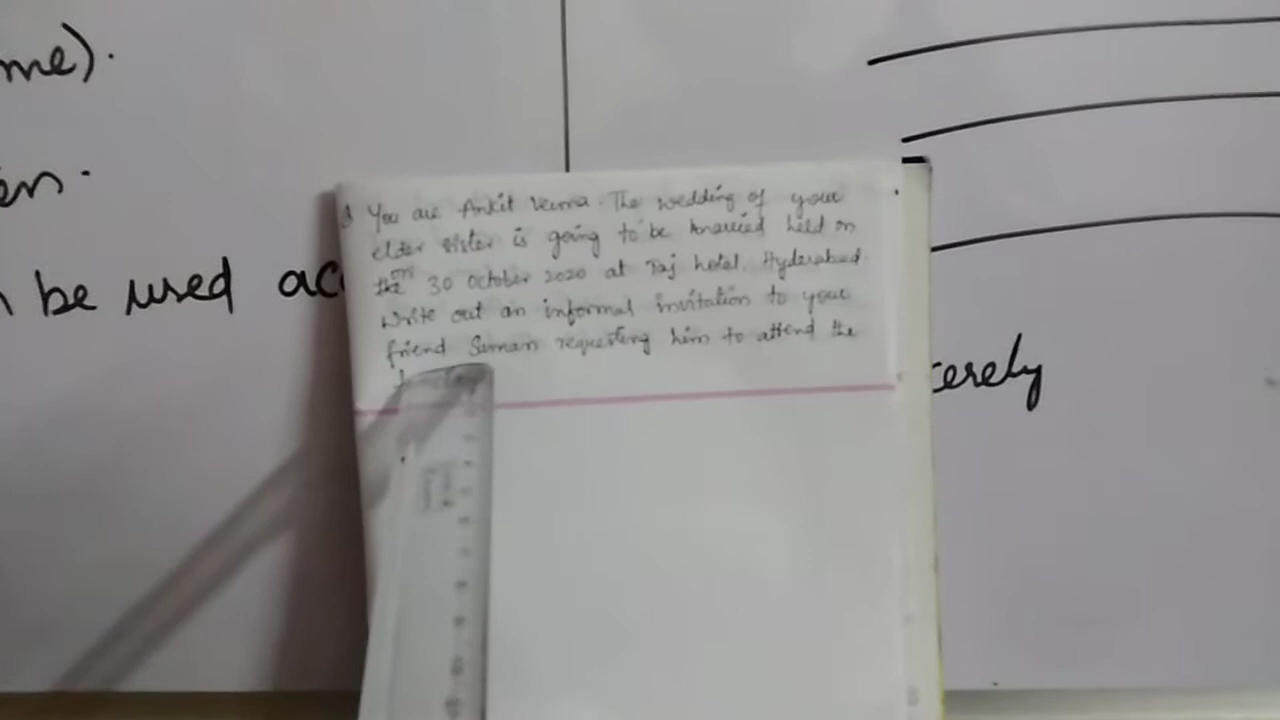 me).
en.
be used acc
You are Ankit Verma. The wedding of your
elder sister is going to be married held on
on
the 30 October 2020 at Taj hotel, Hyderabad.
Write out an informal invitation to your
friend Suman requesting him to attend the
cerely